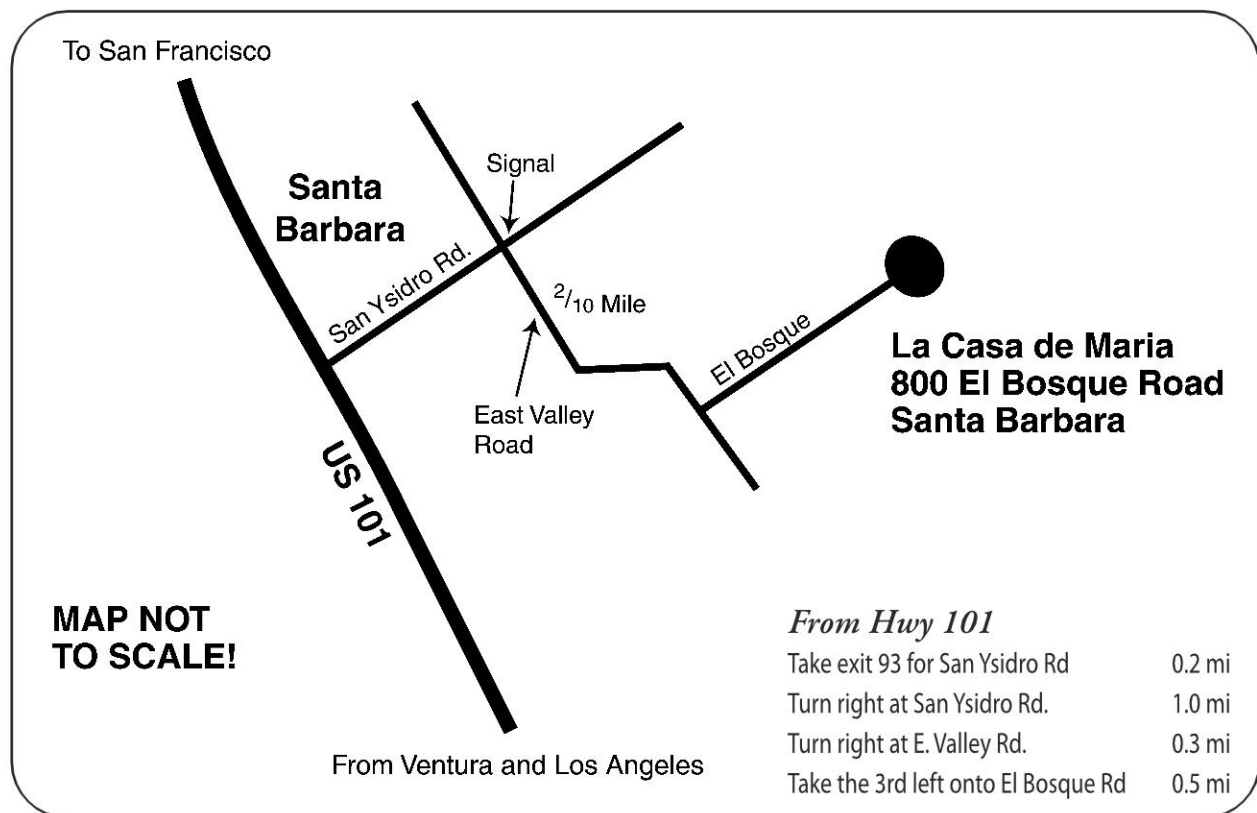 To San Francisco
Santa
Barbara
Signal
San Ysidro Rd.
2/10 Mile
El Bosque
La Casa de Maria
800 El Bosque Road
Santa Barbara
East Valley
Road
US 101
MAP NOT
TO SCALE!
From Ventura and Los Angeles
From Hwy 101
Take exit 93 for San Ysidro Rd 0.2 mi
Turn right at San Ysidro Rd. 1.0 mi
Turn right at E. Valley Rd. 0.3 mi
Take the 3rd left onto El Bosque Rd 0.5 mi